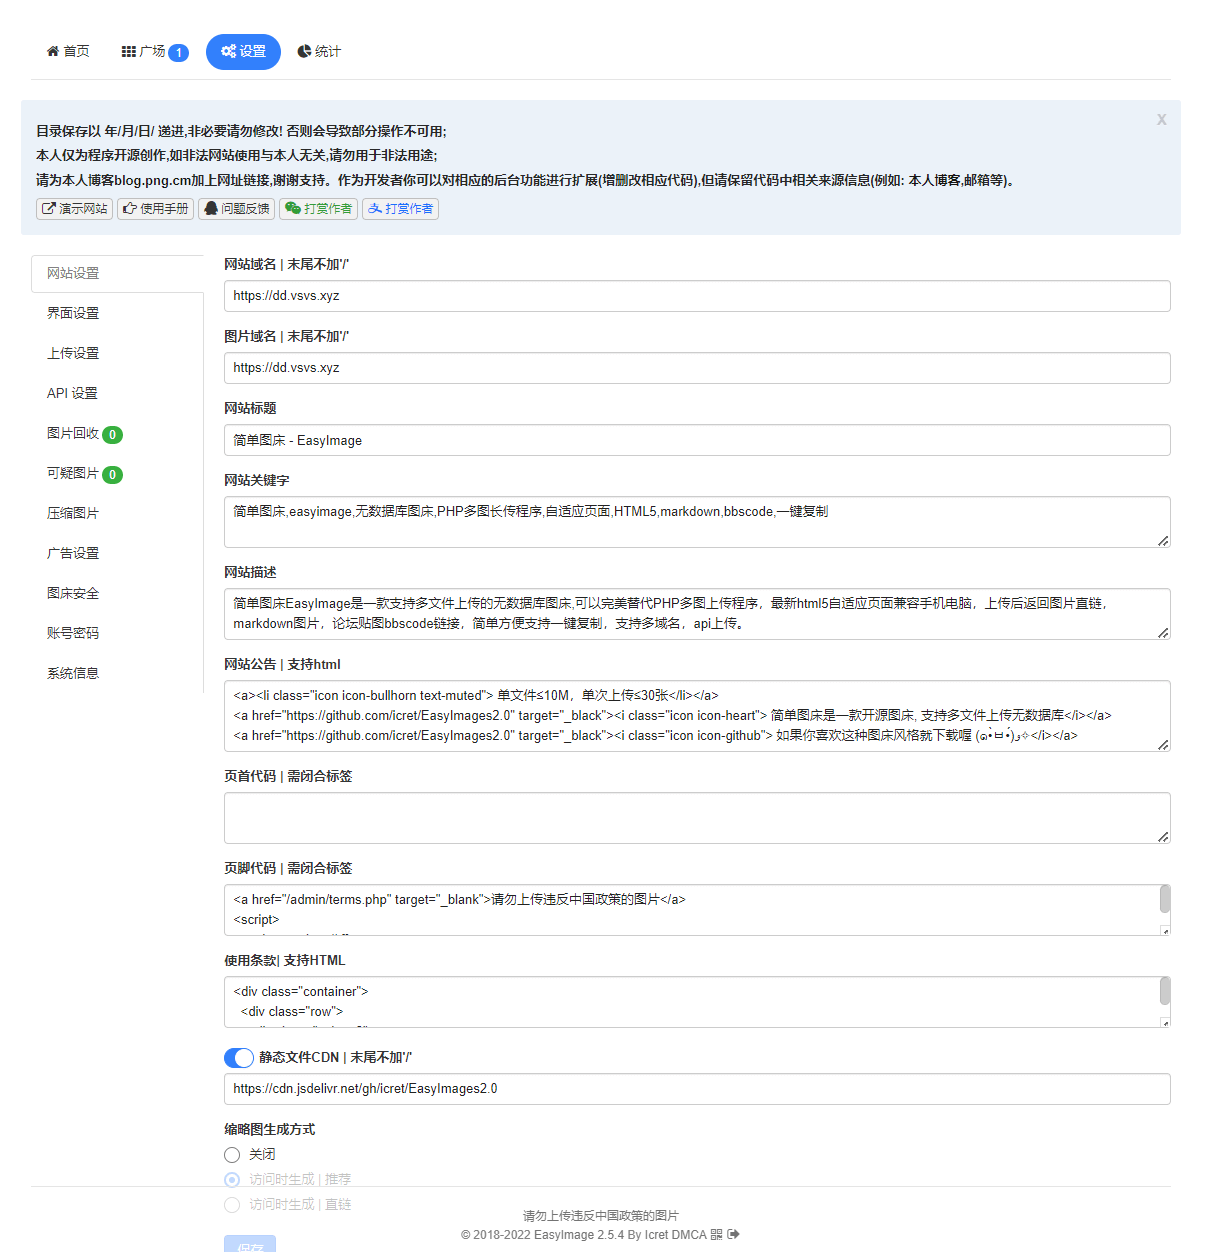 首页 广场 1 设置 统计
x
目录保存以 年/月/日/ 递进,非必要请勿修改! 否则会导致部分操作不可用;
本人仅为程序开源创作,如非法网站使用与本人无关,请勿用于非法用途;
请为本人博客blog.png.cm加上网址链接,谢谢支持。作为开发者你可以对相应的后台功能进行扩展(增删改相应代码),但请保留代码中相关来源信息(例如: 本人博客,邮箱等)。
演示网站 使用手册 问题反馈 打赏作者 打赏作者
网站设置
界面设置
上传设置
API 设置
图片回收 0
可疑图片 0
压缩图片
广告设置
图床安全
账号密码
系统信息
网站域名 | 末尾不加'/'
https://dd.vsvs.xyz
图片域名 | 末尾不加'/'
https://dd.vsvs.xyz
网站标题
简单图床 - EasyImage
网站关键字
简单图床,easyimage,无数据库图床,PHP多图长传程序,自适应页面,HTML5,markdown,bbscode,一键复制
网站描述
简单图床EasyImage是一款支持多文件上传的无数据库图床,可以完美替代PHP多图上传程序，最新html5自适应页面兼容手机电脑，上传后返回图片直链，
markdown图片，论坛贴图bbscode链接，简单方便支持一键复制，支持多域名，api上传。
网站公告 | 支持html
<a><li class="icon icon-bullhorn text-muted"> 单文件≤10M，单次上传≤30张</li></a>
<a href="https://github.com/icret/EasyImages2.0" target="_black"><i class="icon icon-heart"> 简单图床是一款开源图床, 支持多文件上传无数据库</i></a>
<a href="https://github.com/icret/EasyImages2.0" target="_black"><i class="icon icon-github"> 如果你喜欢这种图床风格就下载喔 (๑•̀ㅂ•́)و✧</i></a>
页首代码 | 需闭合标签
页脚代码 | 需闭合标签
<a href="/admin/terms.php" target="_blank">请勿上传违反中国政策的图片</a>
<script>
使用条款| 支持HTML
<div class="container">
<div class="row">
静态文件CDN | 末尾不加'/'
https://cdn.jsdelivr.net/gh/icret/EasyImages2.0
缩略图生成方式
关闭
访问时生成 | 推荐
访问时生成 | 直链
保存
请勿上传违反中国政策的图片
© 2018-2022 EasyImage 2.5.4 By Icret DMCA